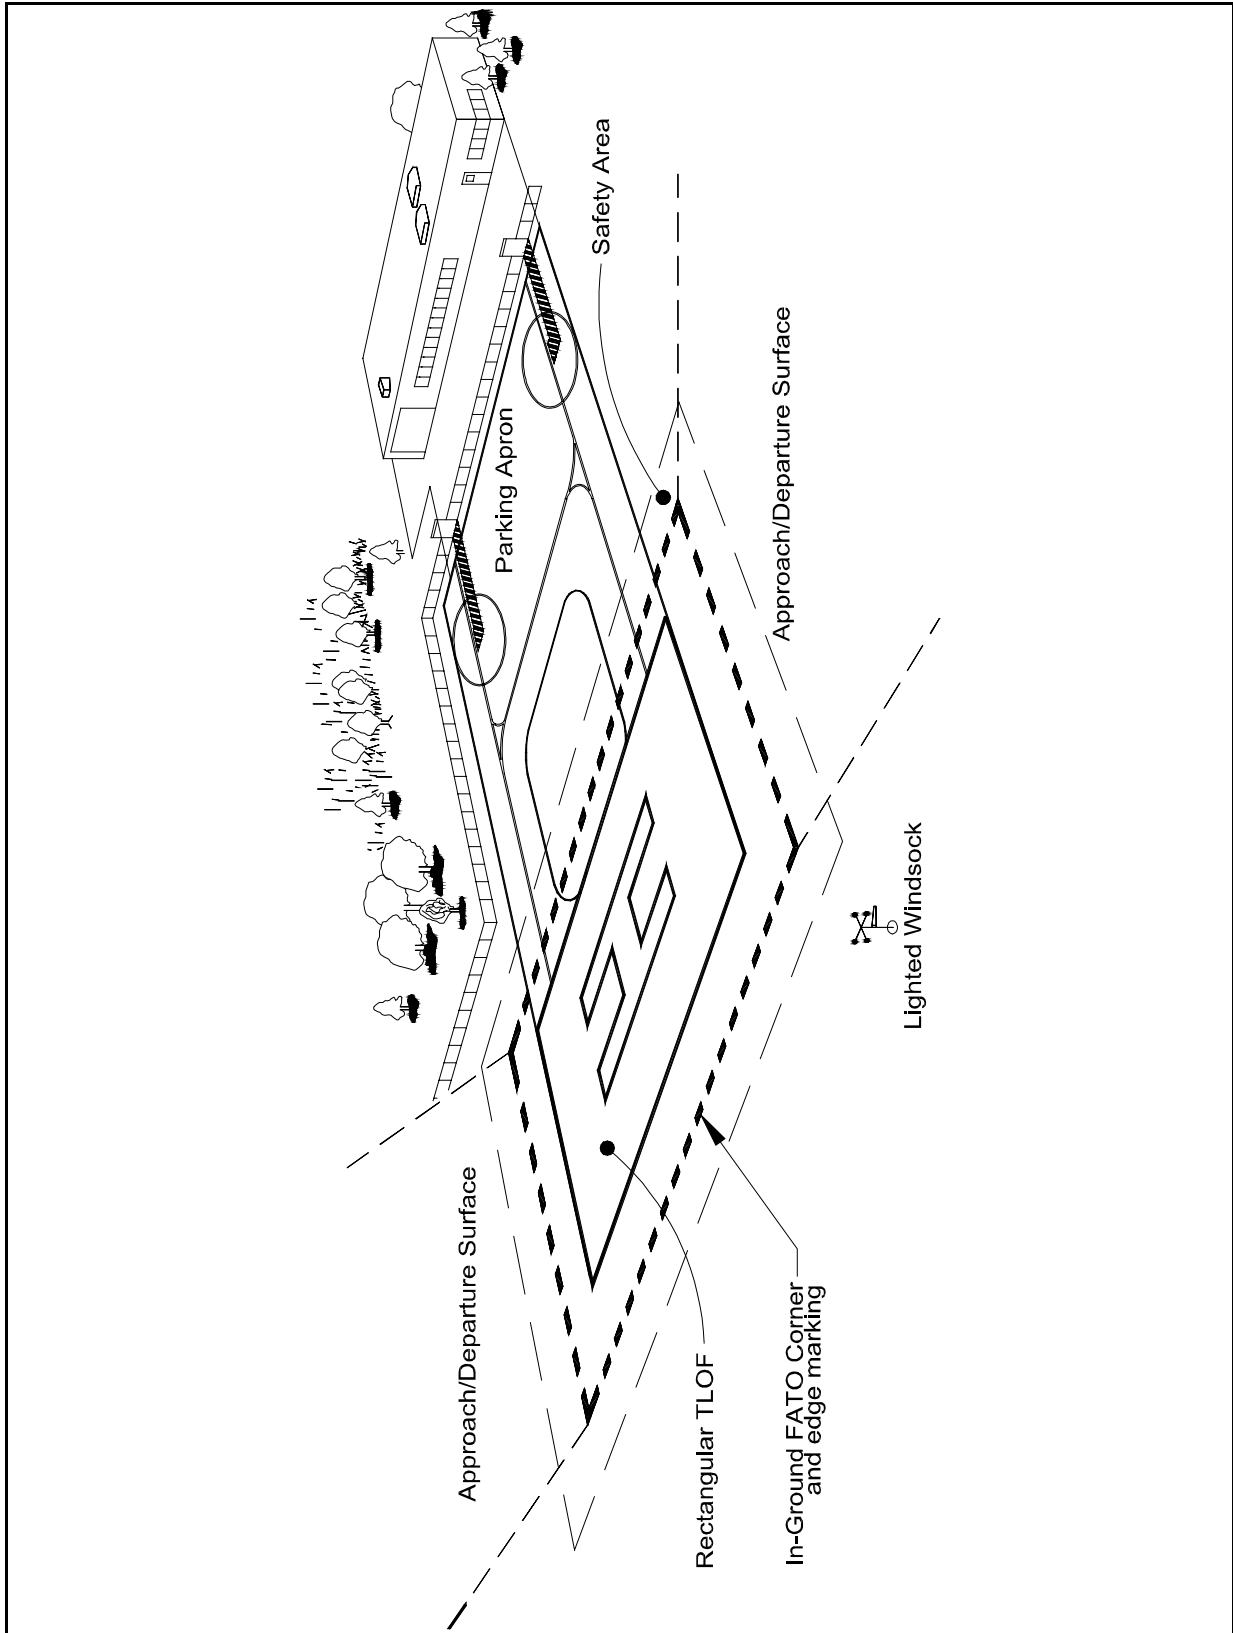 Safety Area
Parking Apron
Approach/Departure Surface
Approach/Departure Surface
Lighted Windsock
Rectangular TLOF
In-Ground FATO Corner
and edge marking
H